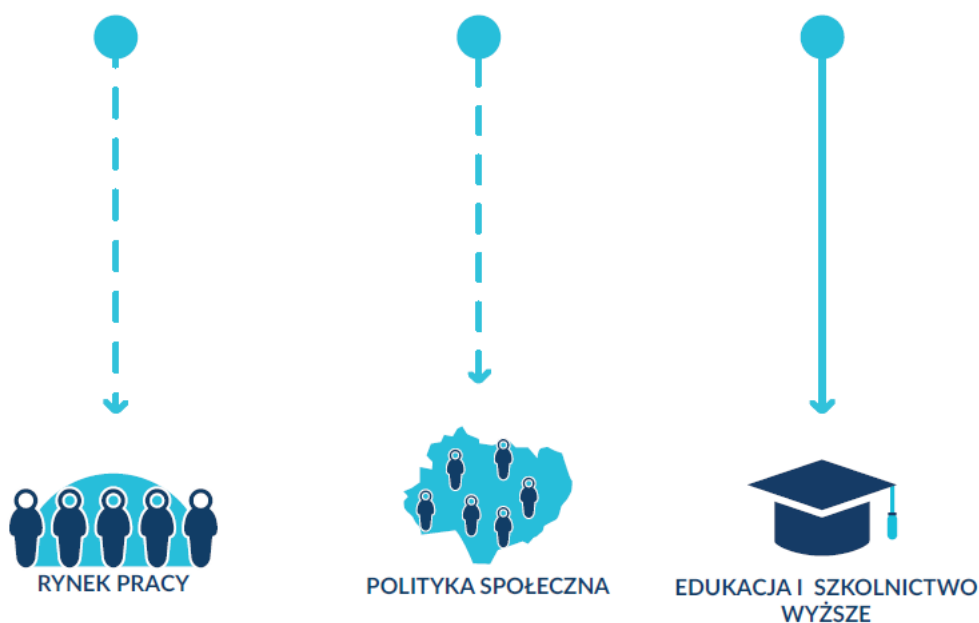 RYNEK PRACY
POLITYKA SPOŁECZNA
EDUKACJA I SZKOLNICTWO
WYŻSZE